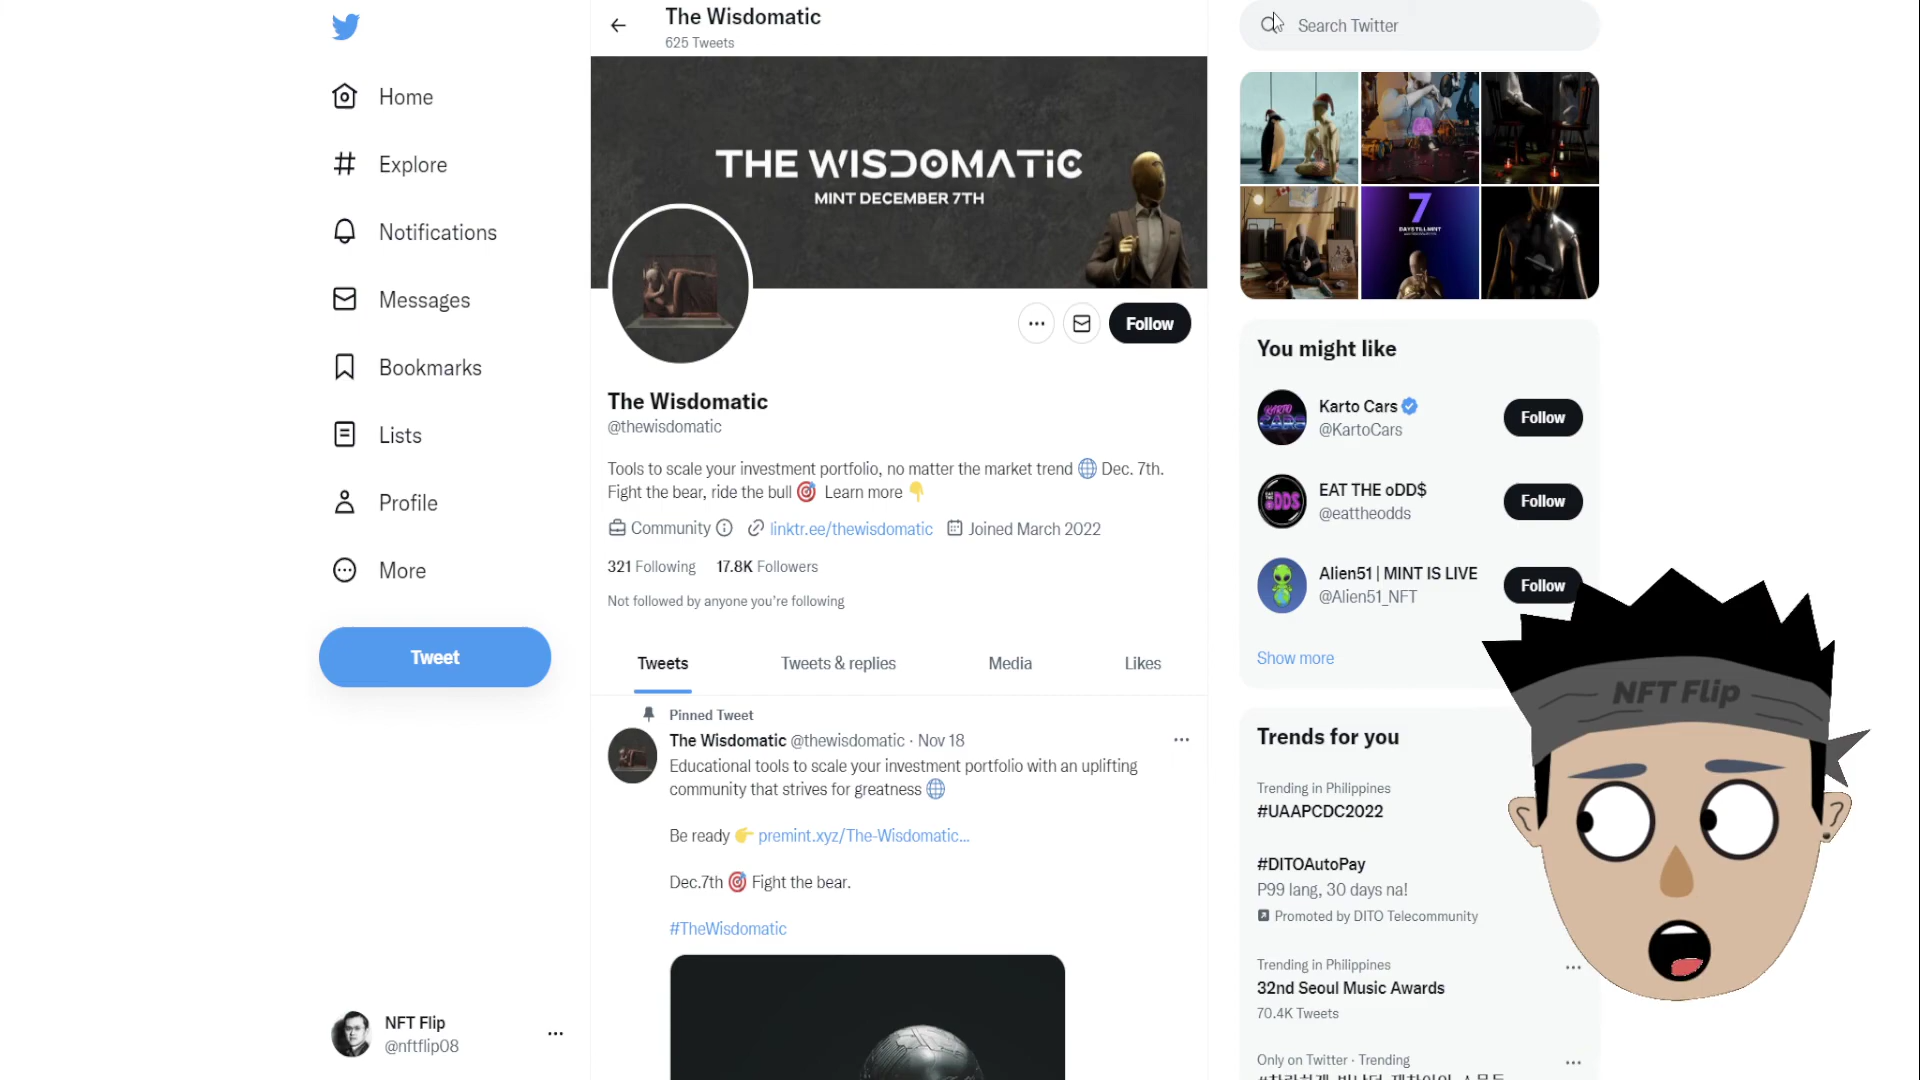 The Wisdomatic
625 Tweets
Search Twitter
Home
Explore
Notifications
Messages
Bookmarks
Lists
Profile
More
Tweet
NFT Flip
@nftflip08
THE WISDOMATIC
MINT DECEMBER 7TH
Follow
The Wisdomatic
@thewisdomatic
Tools to scale your investment portfolio, no matter the market trend 🌐 Dec. 7th.
Fight the bear, ride the bull 🎯 Learn more 👇
Community linktr.ee/thewisdomatic Joined March 2022
321 Following 17.8K Followers
Not followed by anyone you're following
Tweets Tweets & replies Media Likes
Pinned Tweet
The Wisdomatic @thewisdomatic · Nov 18
Educational tools to scale your investment portfolio with an uplifting
community that strives for greatness 🌐
Be ready 👉 premint.xyz/The-Wisdomatic...
Dec.7th 🎯 Fight the bear.
#TheWisdomatic
7
DAYS TILL MINT
You might like
Karto Cars
@KartoCars
Follow
EAT THE oDD$
@eattheodds
Follow
Alien51 | MINT IS LIVE
@Alien51_NFT
Follow
Show more
Trends for you
Trending in Philippines
#UAAPCDC2022
#DITOAutoPay
P99 lang, 30 days na!
Promoted by DITO Telecommunity
Trending in Philippines
32nd Seoul Music Awards
70.4K Tweets
Only on Twitter · Trending
NFT Flip